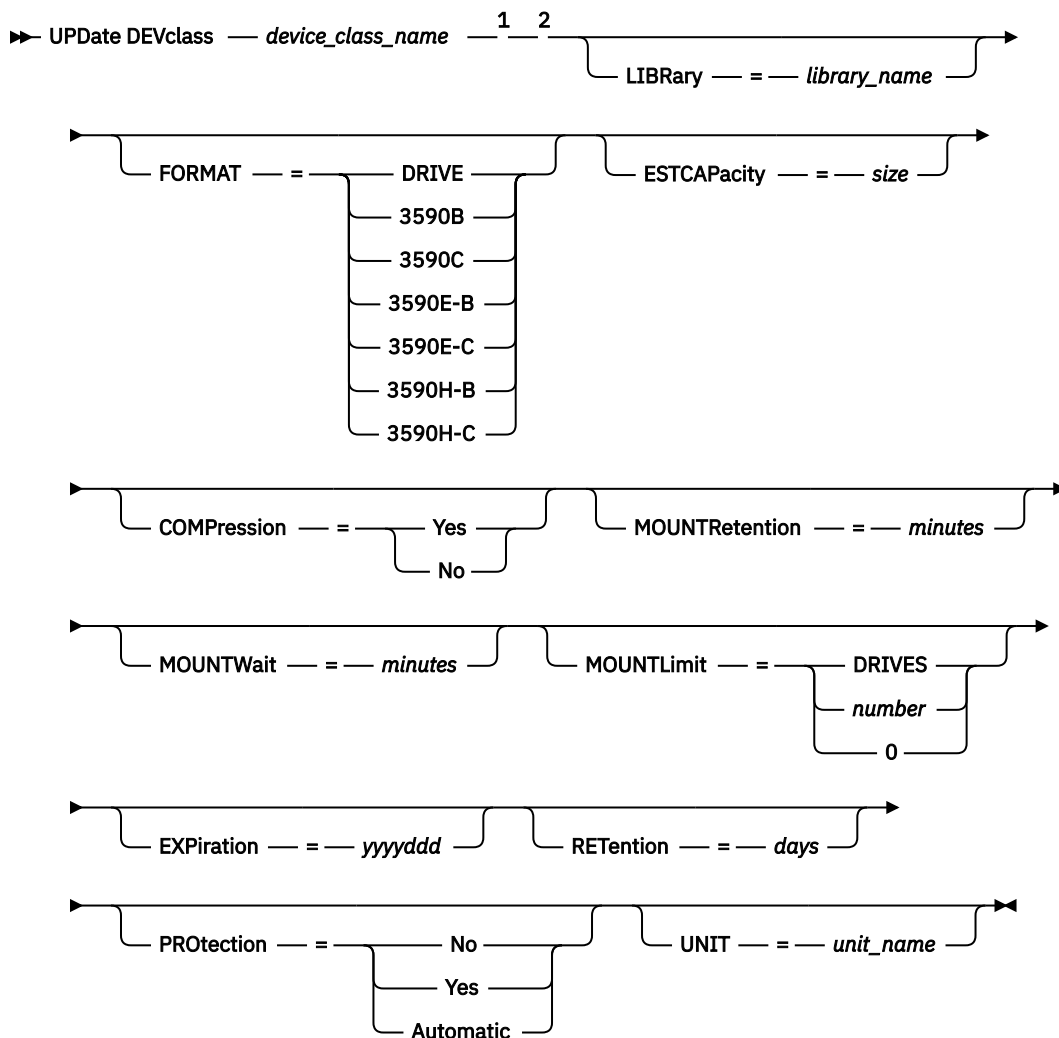 1 2
UPDate DEVclass — device_class_name
LIBRary — = — library_name
FORMAT — = — DRIVE
3590B
3590C
3590E-B
3590E-C
3590H-B
3590H-C
ESTCAPacity — = — size
COMPression — = — Yes
No
MOUNTRetention — = — minutes
MOUNTWait — = — minutes
MOUNTLimit — = — DRIVES
number
0
EXPiration — = — yyyyddd
RETention — = — days
PROtection — = — No
Yes
Automatic
UNIT — = — unit_name